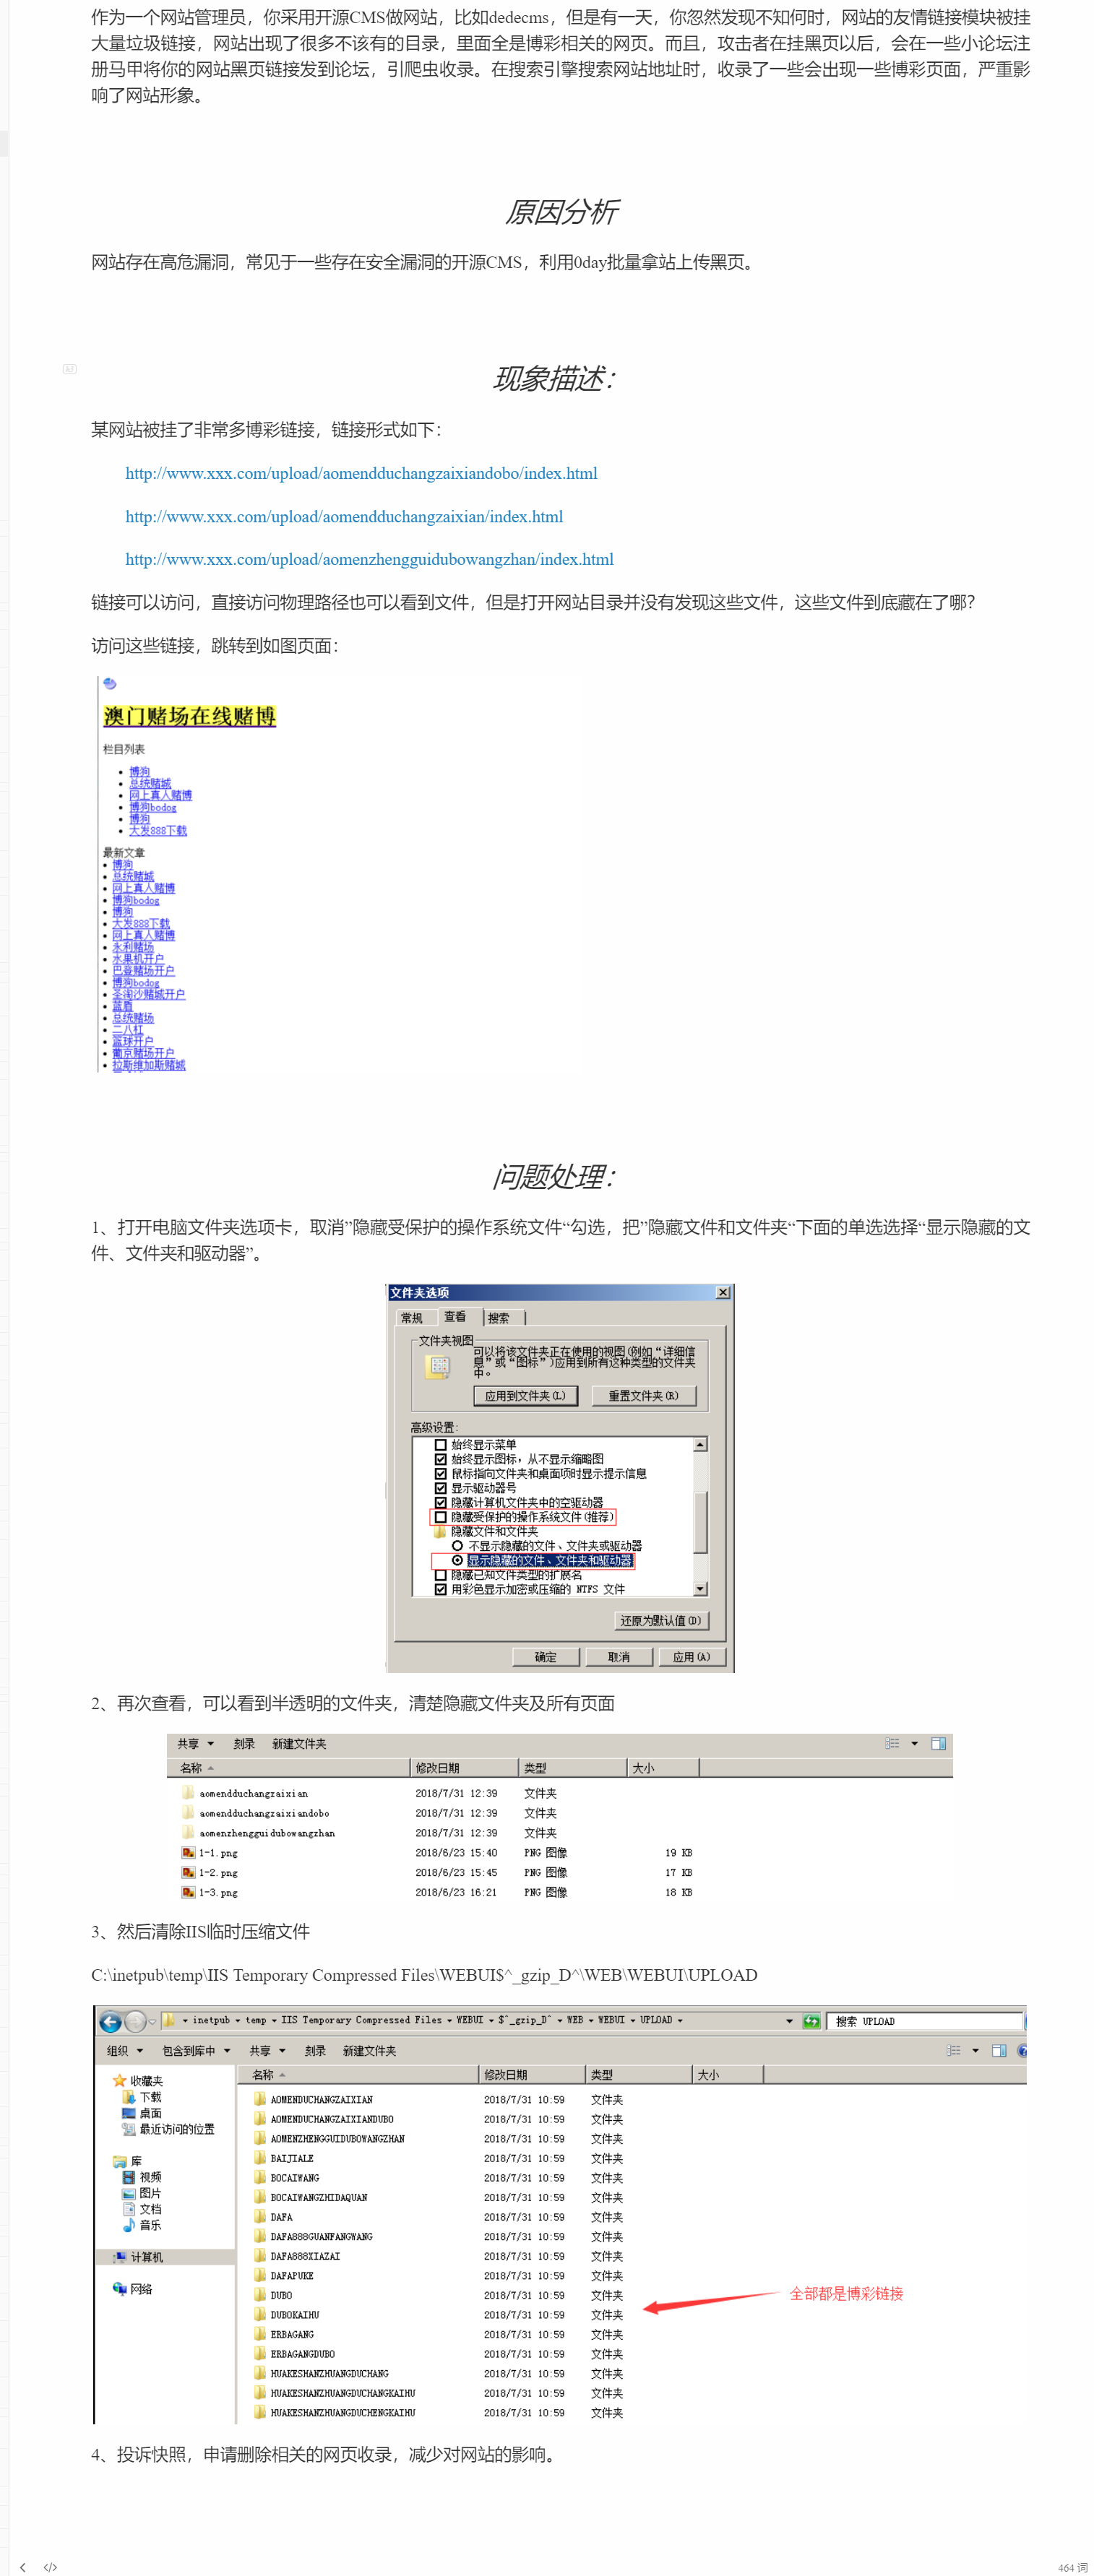 作为一个网站管理员，你采用开源CMS做网站，比如dedecms，但是有一天，你忽然发现不知何时，网站的友情链接模块被挂
大量垃圾链接，网站出现了很多不该有的目录，里面全是博彩相关的网页。而且，攻击者在挂黑页以后，会在一些小论坛注
册马甲将你的网站黑页链接发到论坛，引爬虫收录。在搜索引擎搜索网站地址时，收录了一些会出现一些博彩页面，严重影
响了网站形象。
原因分析
网站存在高危漏洞，常见于一些存在安全漏洞的开源CMS，利用0day批量拿站上传黑页。
现象描述：
某网站被挂了非常多博彩链接，链接形式如下：
http://www.xxx.com/upload/aomendduchangzaixiandobo/index.html
http://www.xxx.com/upload/aomendduchangzaixian/index.html
http://www.xxx.com/upload/aomenzhengguidubowangzhan/index.html
链接可以访问，直接访问物理路径也可以看到文件，但是打开网站目录并没有发现这些文件，这些文件到底藏在了哪？
访问这些链接，跳转到如图页面：
澳门赌场在线赌博
栏目列表
博狗
总统赌城
网上真人赌博
博狗bodog
博狗
大发888下载
最新文章
博狗
总统赌城
网上真人赌博
博狗bodog
博狗
大发888下载
网上真人赌博
永利赌场
水果机开户
巴登赌场开户
博狗bodog
圣淘沙赌城开户
蓝盾
总统赌场
二八杠
篮球开户
葡京赌场开户
拉斯维加斯赌城
问题处理：
1、打开电脑文件夹选项卡，取消”隐藏受保护的操作系统文件“勾选，把”隐藏文件和文件夹“下面的单选选择“显示隐藏的文
件、文件夹和驱动器”。
文件夹选项
常规 查看 搜索
文件夹视图
可以将该文件夹正在使用的视图(例如“详细信
息”或“图标”)应用到所有这种类型的文件夹
中。
应用到文件夹(L) 重置文件夹(R)
高级设置:
始终显示菜单
始终显示图标，从不显示缩略图
鼠标指向文件夹和桌面项时显示提示信息
显示驱动器号
隐藏计算机文件夹中的空驱动器
隐藏受保护的操作系统文件(推荐)
隐藏文件和文件夹
不显示隐藏的文件、文件夹或驱动器
显示隐藏的文件、文件夹和驱动器
隐藏已知文件类型的扩展名
用彩色显示加密或压缩的 NTFS 文件
还原为默认值(D)
确定 取消 应用(A)
2、再次查看，可以看到半透明的文件夹，清楚隐藏文件夹及所有页面
共享 刻录 新建文件夹
名称 修改日期 类型 大小
aomendduchangzaixian 2018/7/31 12:39 文件夹
aomendduchangzaixiandobo 2018/7/31 12:39 文件夹
aomenzhengguidubowangzhan 2018/7/31 12:39 文件夹
1-1.png 2018/6/23 15:40 PNG 图像 19 KB
1-2.png 2018/6/23 15:45 PNG 图像 17 KB
1-3.png 2018/6/23 16:21 PNG 图像 18 KB
3、然后清除IIS临时压缩文件
C:\inetpub\temp\IIS Temporary Compressed Files\WEBUI$^_gzip_D^\WEB\WEBUI\UPLOAD
inetpub temp IIS Temporary Compressed Files WEBUI $^_gzip_D^ WEB WEBUI UPLOAD 搜索 UPLOAD
组织 包含到库中 共享 刻录 新建文件夹
收藏夹
下载
桌面
最近访问的位置
库
视频
图片
文档
音乐
计算机
网络
名称 修改日期 类型 大小
AOMENDUCHANGZAIXIAN 2018/7/31 10:59 文件夹
AOMENDUCHANGZAIXIANDUBO 2018/7/31 10:59 文件夹
AOMENZHENGGUIDUBOWANGZHAN 2018/7/31 10:59 文件夹
BAIJIALE 2018/7/31 10:59 文件夹
BOCAIWANG 2018/7/31 10:59 文件夹
BOCAIWANGZHIDAQUAN 2018/7/31 10:59 文件夹
DAFA 2018/7/31 10:59 文件夹
DAFA888GUANFANGWANG 2018/7/31 10:59 文件夹
DAFA888XIAZAI 2018/7/31 10:59 文件夹
DAFAPUKE 2018/7/31 10:59 文件夹
DUBO 2018/7/31 10:59 文件夹
DUBOKAIHU 2018/7/31 10:59 文件夹
ERBAGANG 2018/7/31 10:59 文件夹
ERBAGANGDUBO 2018/7/31 10:59 文件夹
HUAKESHANZHUANGDUCHANG 2018/7/31 10:59 文件夹
HUAKESHANZHUANGDUCHANGKAIHU 2018/7/31 10:59 文件夹
HUAKESHANZHUANGDUCHENGKAIHU 2018/7/31 10:59 文件夹
全部都是博彩链接
4、投诉快照，申请删除相关的网页收录，减少对网站的影响。
464 词